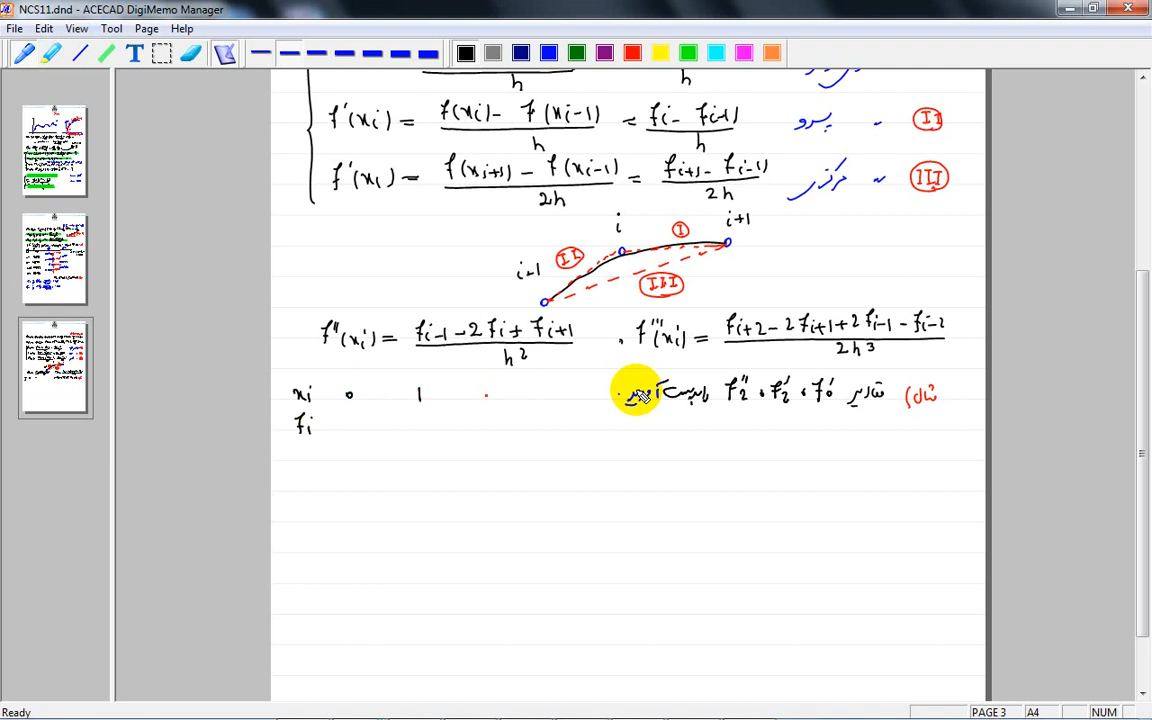 NCS11.dnd - ACECAD DigiMemo Manager
File Edit View Tool Page Help
h h
f'(xi) = f(xi) - f(xi-1) / h = fi - fi-1 / h " پسرو II
f'(xi) = f(xi+1) - f(xi-1) / 2h = fi+1 - fi-1 / 2h " مرکزی III
i-1 II i I i+1
III
f''(xi) = fi-1 - 2fi + fi+1 / h² , f'''(xi) = fi+2 - 2fi+1 + 2fi-1 - fi-2 / 2h³
مثال) مقادیر f'0 ، f'2 ، f''2 بدست آورید.
xi 0 1
fi
Ready PAGE 3 A4 NUM